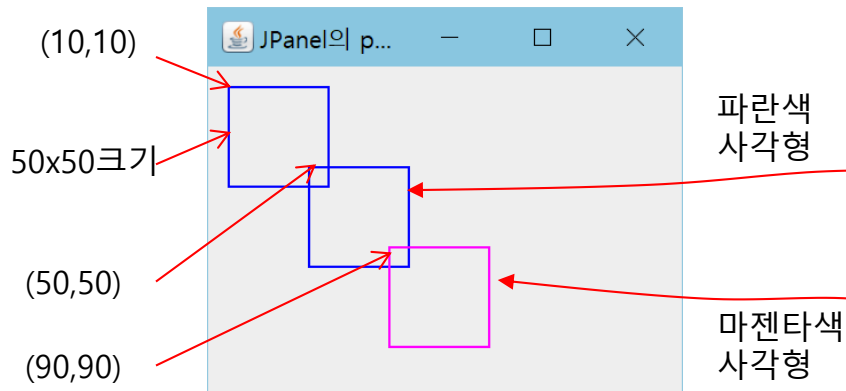 (10,10)
JPanel의 p...
50x50크기
파란색
사각형
(50,50)
(90,90)
마젠타색
사각형